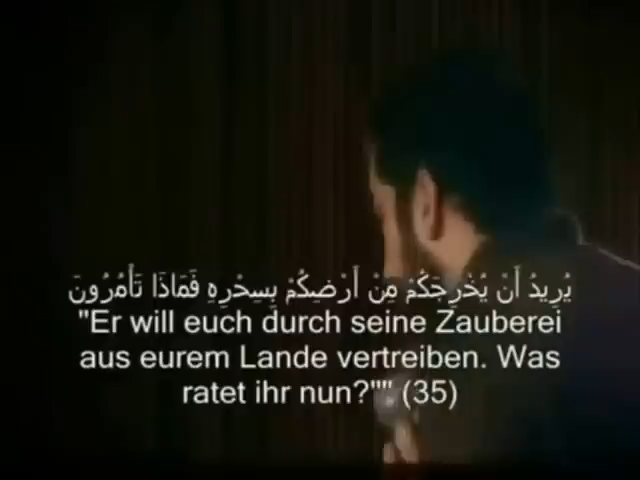 يُرِيدُ أَنْ يُخْرِجَكُمْ مِنْ أَرْضِكُمْ بِسِحْرِهِ فَمَاذَا تَأْمُرُونَ
"Er will euch durch seine Zauberei
aus eurem Lande vertreiben. Was
ratet ihr nun?"" (35)